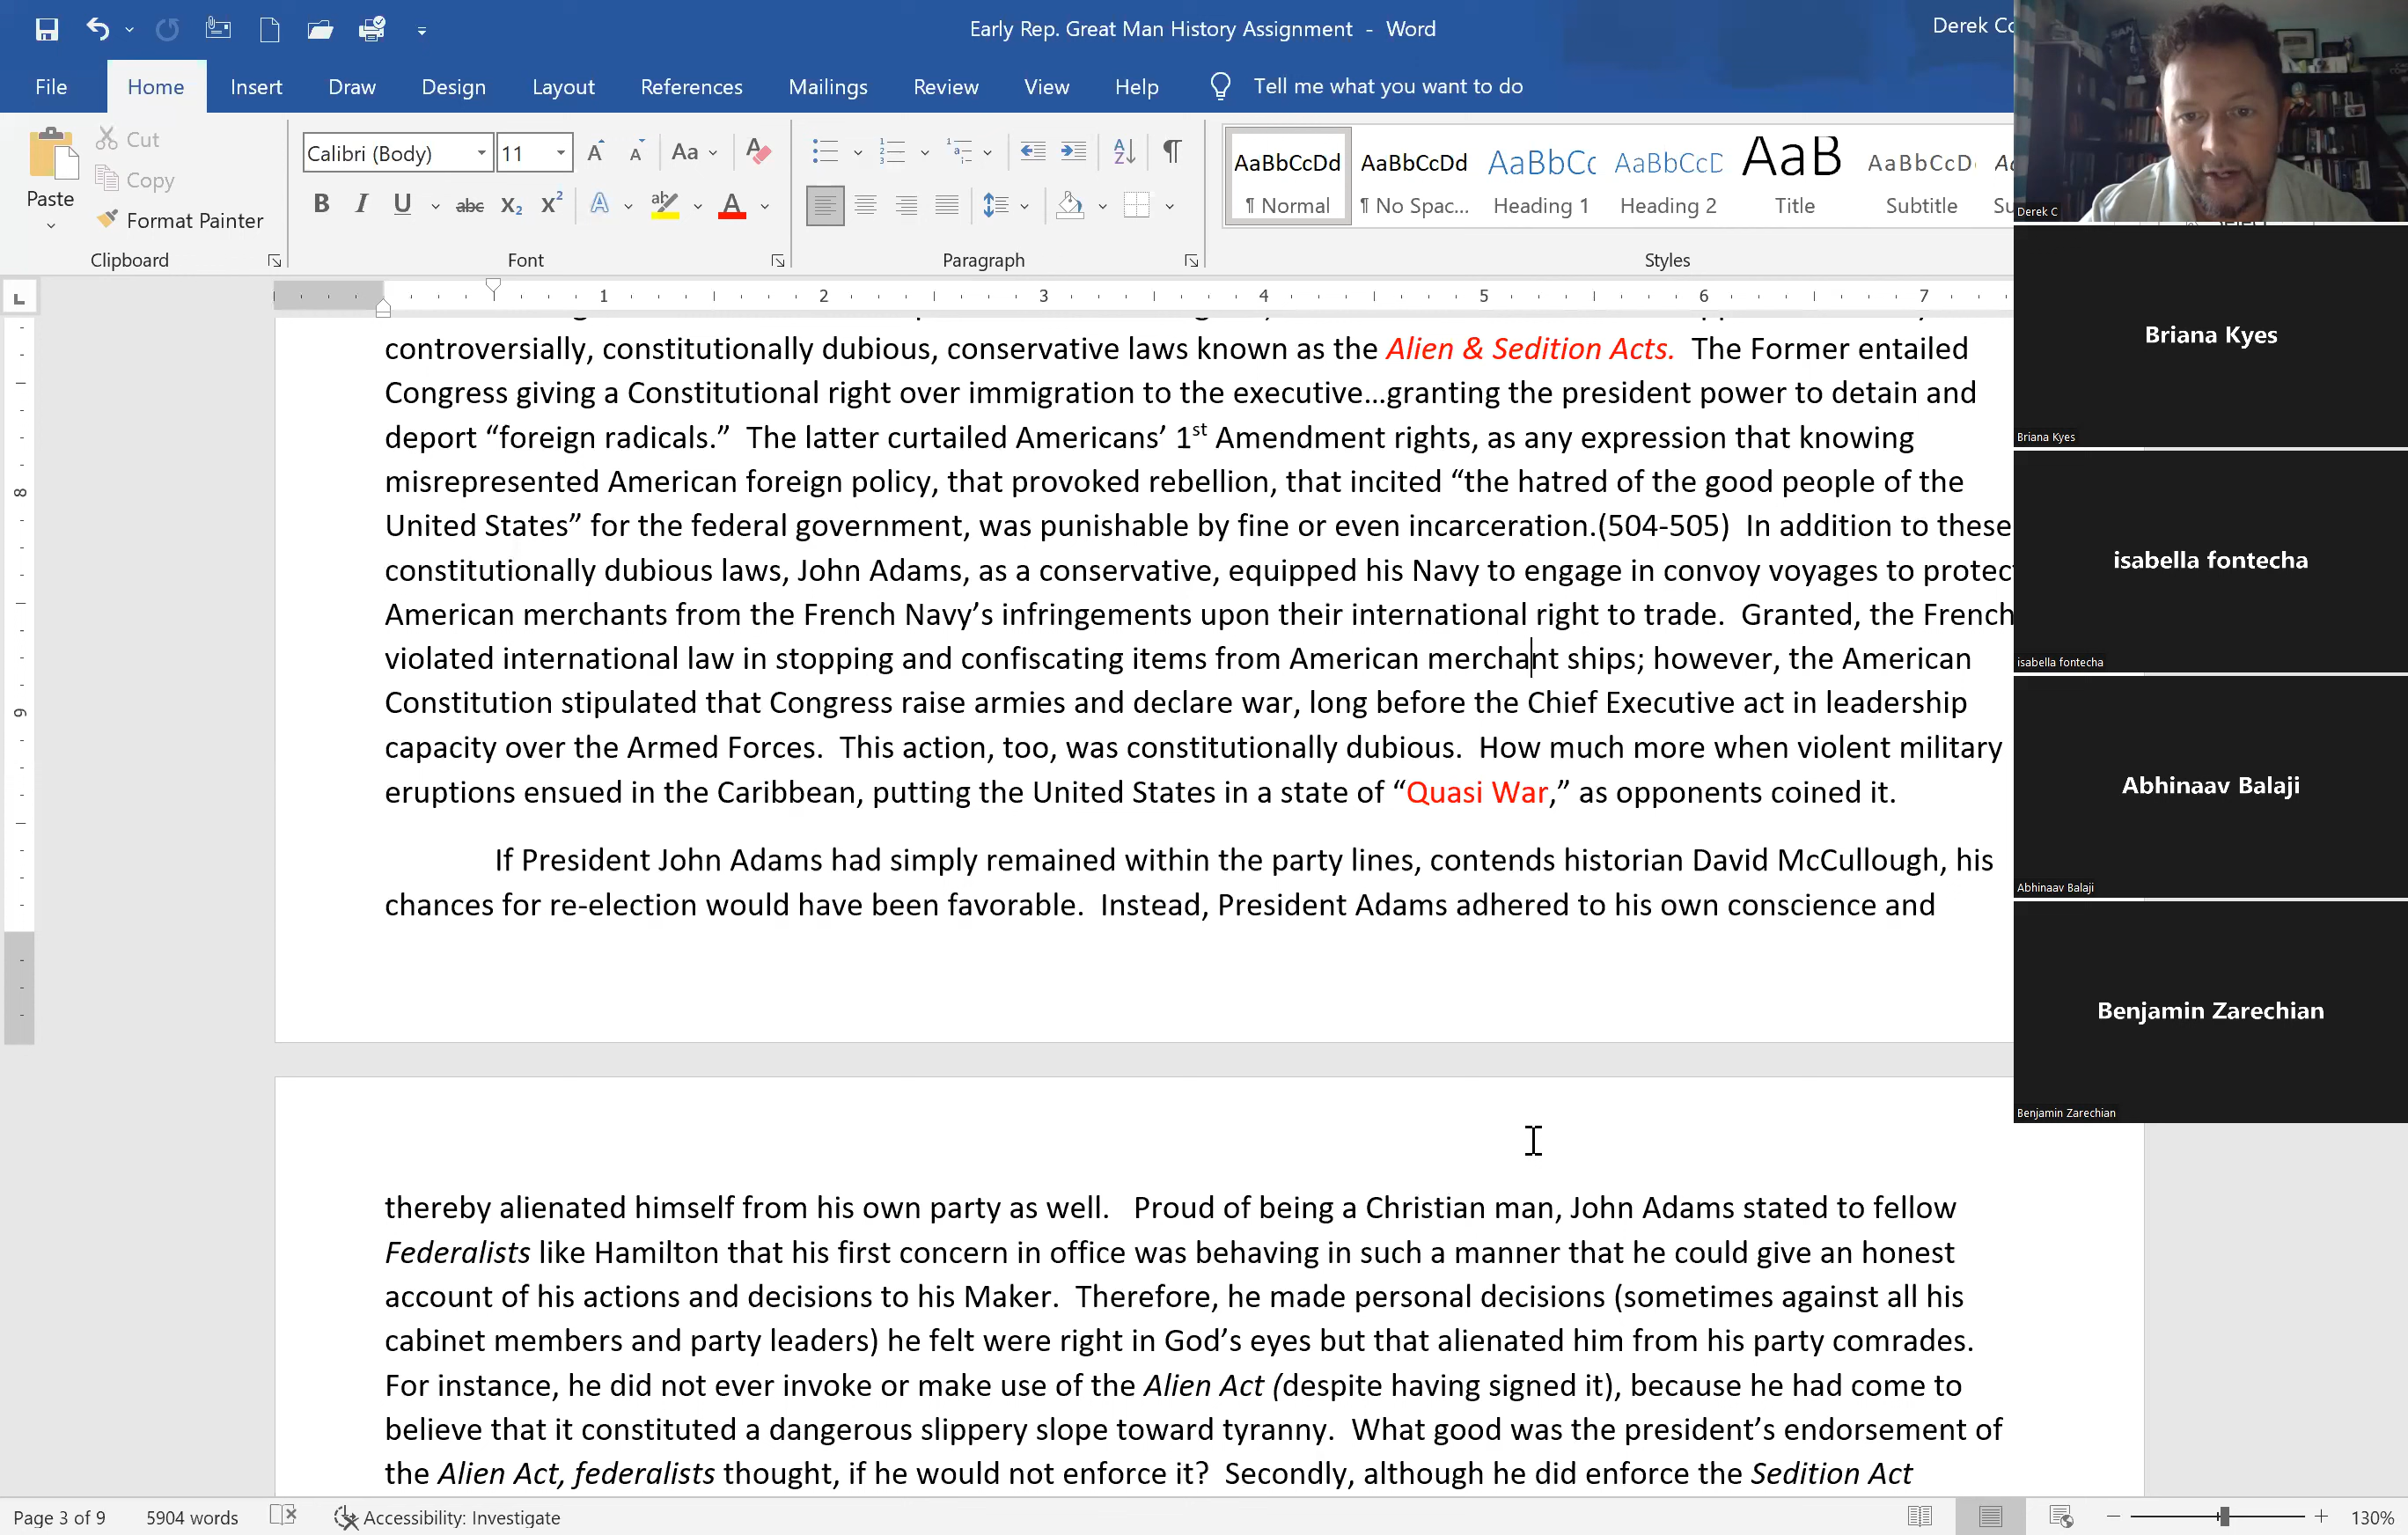 Early Rep. Great Man History Assignment - Word
Derek Co
File Home Insert Draw Design Layout References Mailings Review View Help Tell me what you want to do
Paste
Cut
Copy
Format Painter
Clipboard
Calibri (Body) 11
Font
Paragraph
AaBbCcDd AaBbCcDd AaBbCc AaBbCcD AaB AaBbCcD
¶ Normal ¶ No Spac... Heading 1 Heading 2 Title Subtitle
Styles
1 2 3 4 5 6 7
controversially, constitutionally dubious, conservative laws known as the Alien & Sedition Acts. The Former entailed
Congress giving a Constitutional right over immigration to the executive…granting the president power to detain and
deport “foreign radicals.” The latter curtailed Americans’ 1st Amendment rights, as any expression that knowing
misrepresented American foreign policy, that provoked rebellion, that incited “the hatred of the good people of the
United States” for the federal government, was punishable by fine or even incarceration.(504-505) In addition to these
constitutionally dubious laws, John Adams, as a conservative, equipped his Navy to engage in convoy voyages to protect
American merchants from the French Navy’s infringements upon their international right to trade. Granted, the French
violated international law in stopping and confiscating items from American merchant ships; however, the American
Constitution stipulated that Congress raise armies and declare war, long before the Chief Executive act in leadership
capacity over the Armed Forces. This action, too, was constitutionally dubious. How much more when violent military
eruptions ensued in the Caribbean, putting the United States in a state of “Quasi War,” as opponents coined it.
If President John Adams had simply remained within the party lines, contends historian David McCullough, his
chances for re-election would have been favorable. Instead, President Adams adhered to his own conscience and
thereby alienated himself from his own party as well. Proud of being a Christian man, John Adams stated to fellow
Federalists like Hamilton that his first concern in office was behaving in such a manner that he could give an honest
account of his actions and decisions to his Maker. Therefore, he made personal decisions (sometimes against all his
cabinet members and party leaders) he felt were right in God’s eyes but that alienated him from his party comrades.
For instance, he did not ever invoke or make use of the Alien Act (despite having signed it), because he had come to
believe that it constituted a dangerous slippery slope toward tyranny. What good was the president’s endorsement of
the Alien Act, federalists thought, if he would not enforce it? Secondly, although he did enforce the Sedition Act
8
9
Derek C
Briana Kyes
Briana Kyes
isabella fontecha
isabella fontecha
Abhinaav Balaji
Abhinaav Balaji
Benjamin Zarechian
Benjamin Zarechian
Page 3 of 9 5904 words Accessibility: Investigate 130%